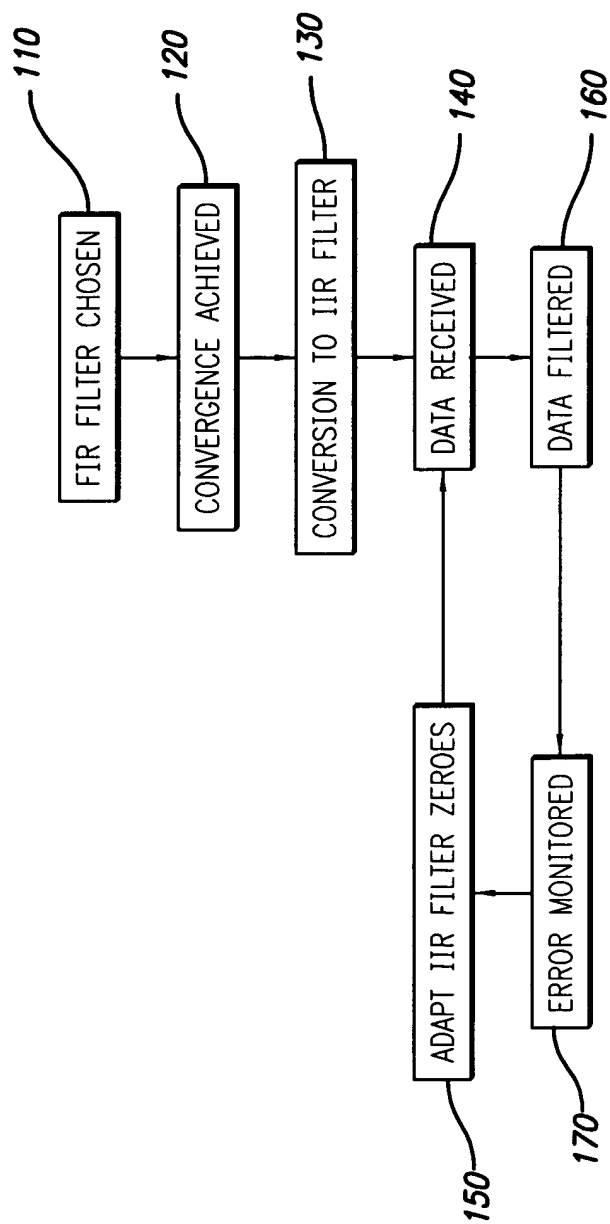 FIR FILTER CHOSEN
110
CONVERGENCE ACHIEVED
120
CONVERSION TO IIR FILTER
130
DATA RECEIVED
140
ADAPT IIR FILTER ZEROES
150
DATA FILTERED
160
ERROR MONITORED
170